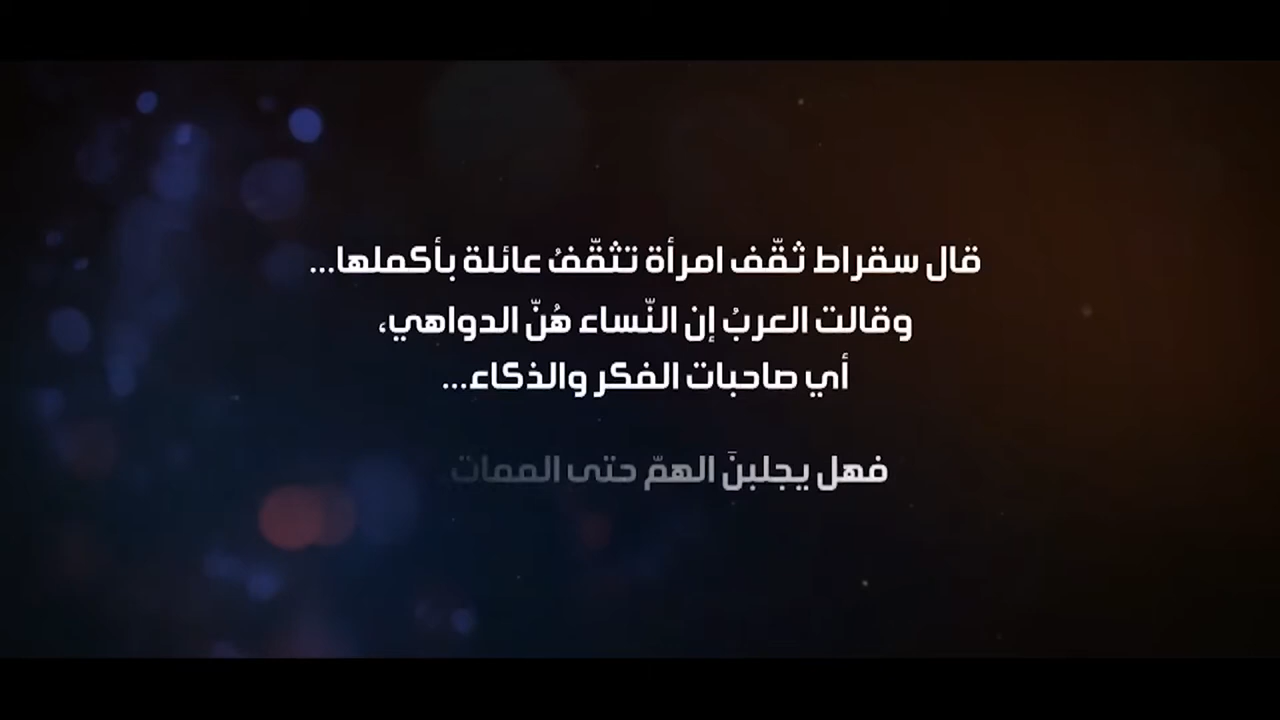 قال سقراط ثقّف امرأة تثقّفُ عائلة بأكملها...
وقالت العربُ إن النّساء هُنّ الدواهي،
أي صاحبات الفكر والذكاء...
فهل يجلبنَ الهمّ حتى الممات